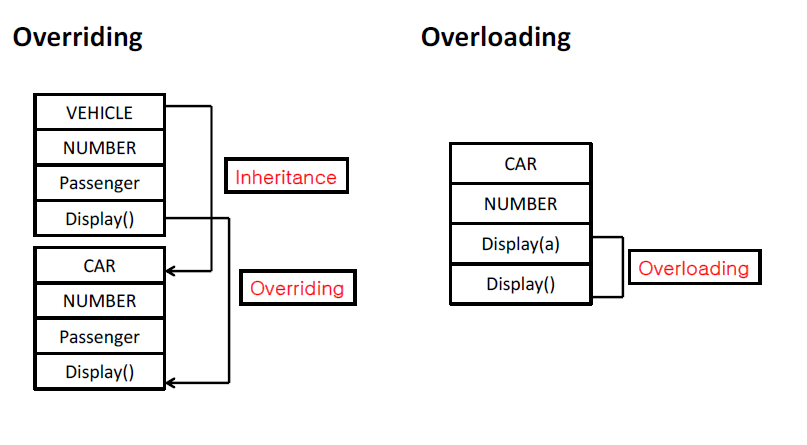 Overriding
VEHICLE
NUMBER
Passenger
Display()
Inheritance
CAR
NUMBER
Passenger
Display()
Overriding
Overloading
CAR
NUMBER
Display(a)
Display()
Overloading